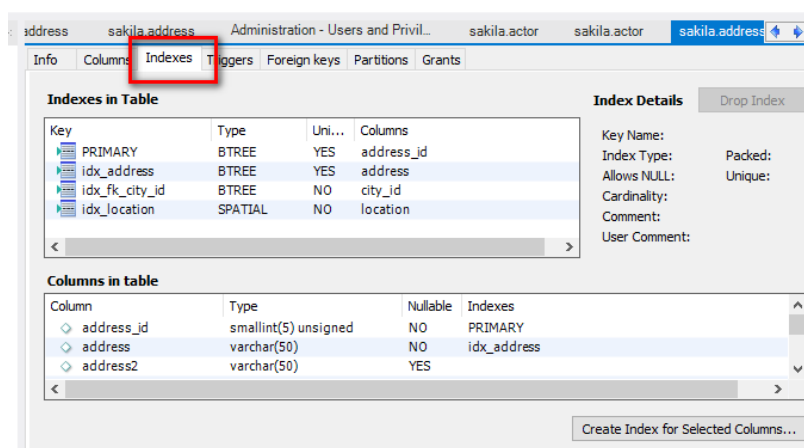 address sakila.address Administration - Users and Privil... sakila.actor sakila.actor sakila.address
Info Columns Indexes Triggers Foreign keys Partitions Grants
Indexes in Table
Key Type Uni... Columns
PRIMARY BTREE YES address_id
idx_address BTREE YES address
idx_fk_city_id BTREE NO city_id
idx_location SPATIAL NO location
Index Details Drop Index
Key Name:
Index Type: Packed:
Allows NULL: Unique:
Cardinality:
Comment:
User Comment:
Columns in table
Column Type Nullable Indexes
address_id smallint(5) unsigned NO PRIMARY
address varchar(50) NO idx_address
address2 varchar(50) YES
Create Index for Selected Columns...